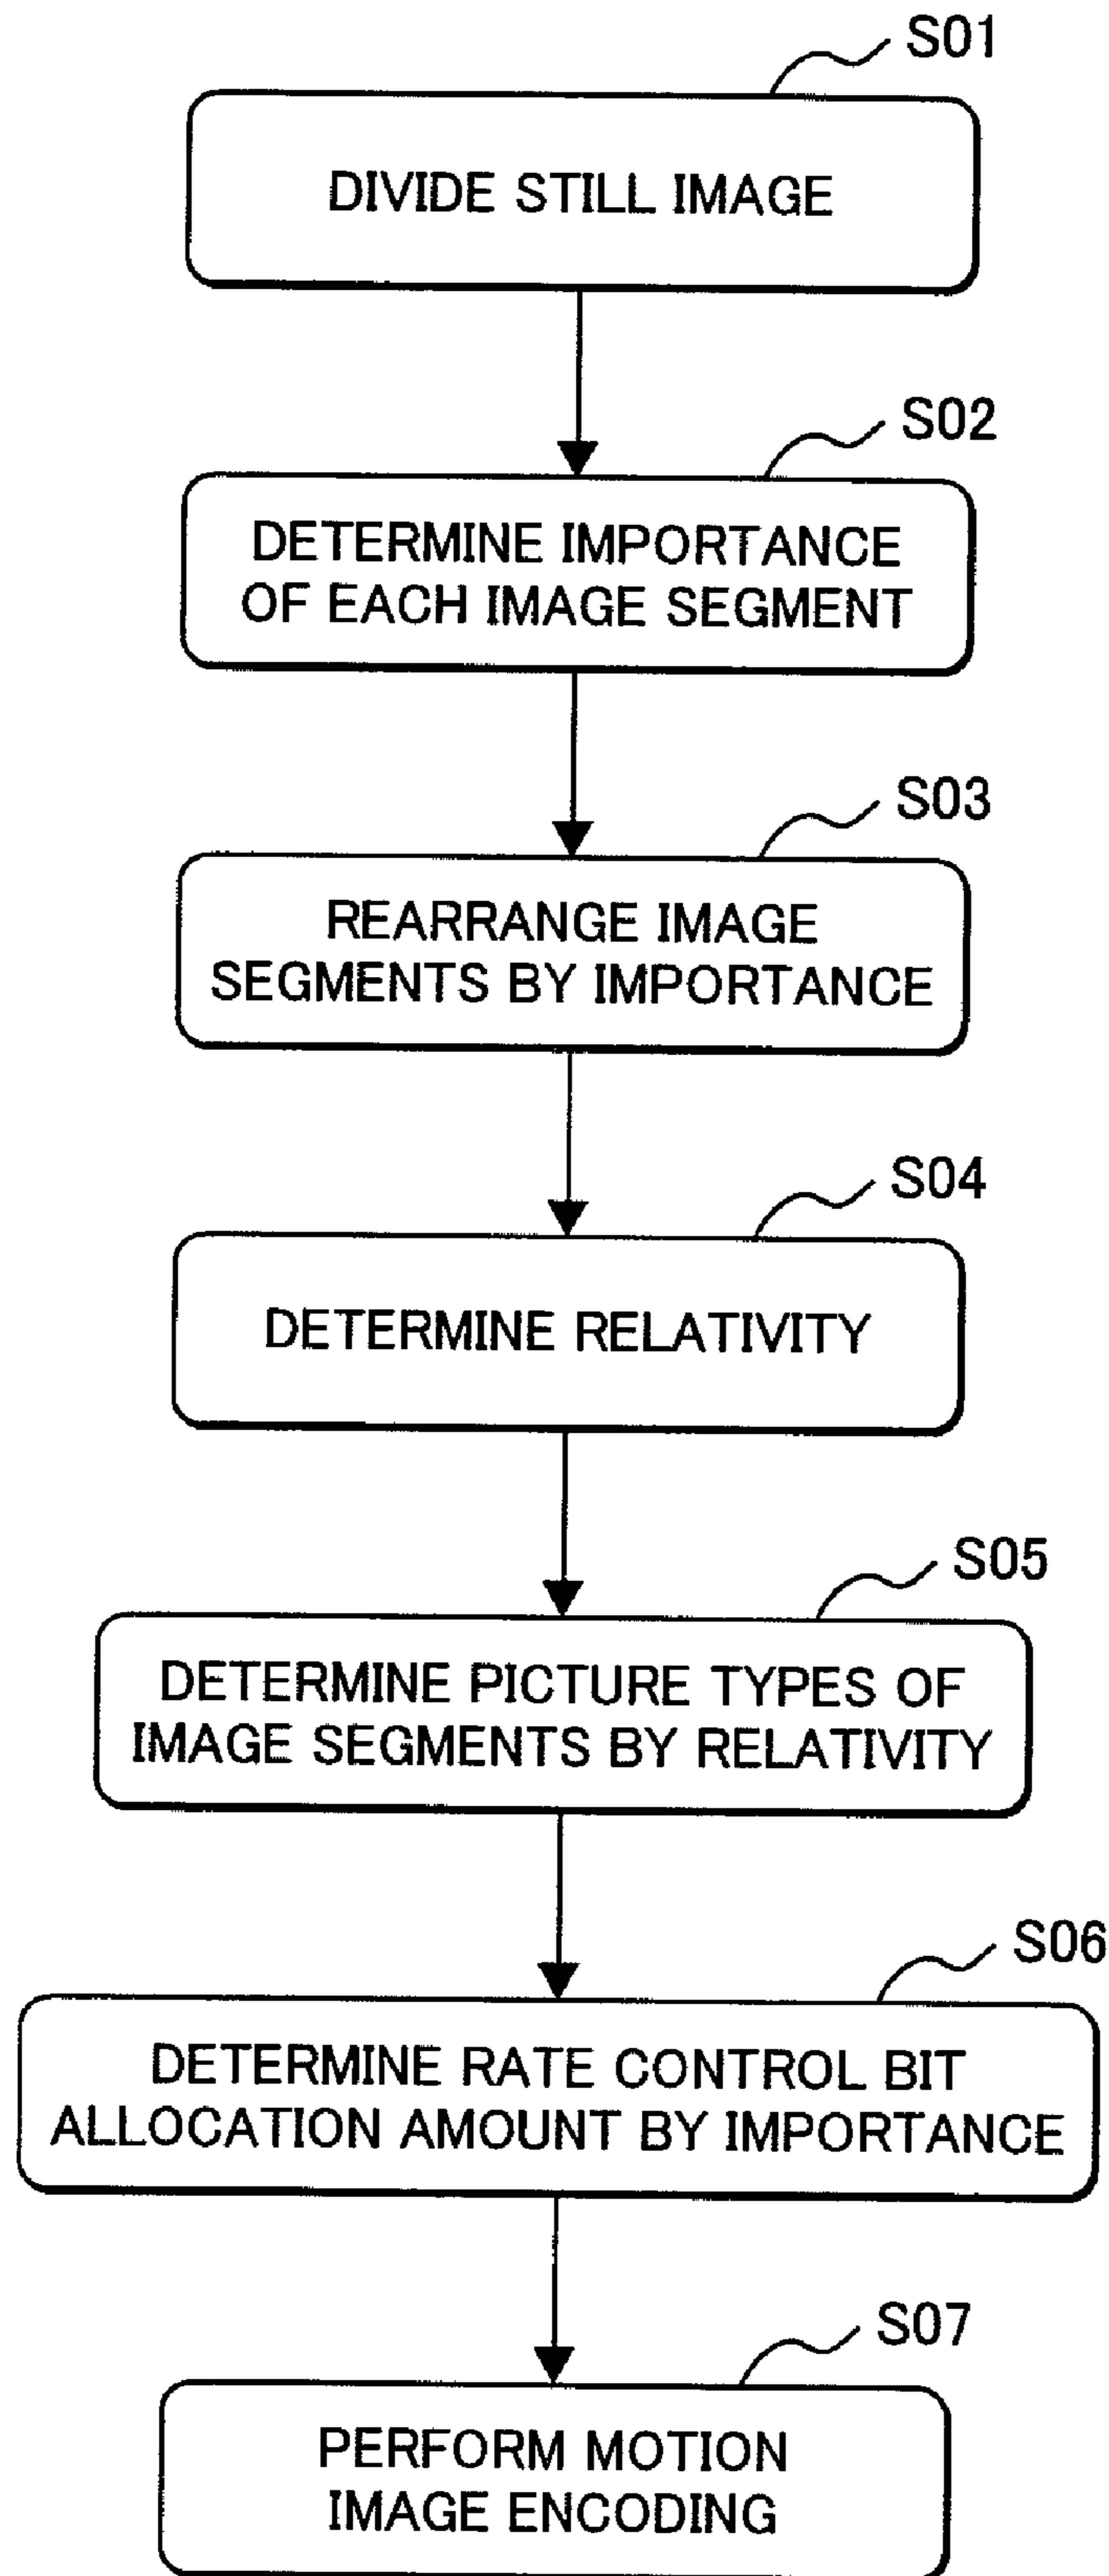 S01
DIVIDE STILL IMAGE
S02
DETERMINE IMPORTANCE
OF EACH IMAGE SEGMENT
S03
REARRANGE IMAGE
SEGMENTS BY IMPORTANCE
S04
DETERMINE RELATIVITY
S05
DETERMINE PICTURE TYPES OF
IMAGE SEGMENTS BY RELATIVITY
S06
DETERMINE RATE CONTROL BIT
ALLOCATION AMOUNT BY IMPORTANCE
S07
PERFORM MOTION
IMAGE ENCODING